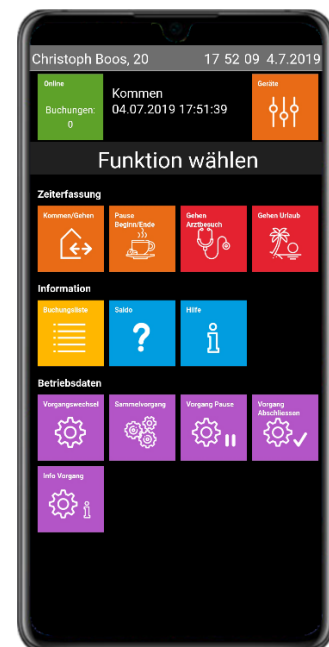 Christoph Boos, 20 17 52 09 4.7.2019
Online
Buchungen:
0
Kommen
04.07.2019 17:51:39
Geräte
Funktion wählen
Zeiterfassung
Kommen/Gehen
Pause
Beginn/Ende
Gehen
Arztbesuch
Gehen Urlaub
Information
Buchungsliste
Saldo
?
Hilfe
Betriebsdaten
Vorgangswechsel
Sammelvorgang
Vorgang Pause
Vorgang
Abschliessen
Info Vorgang